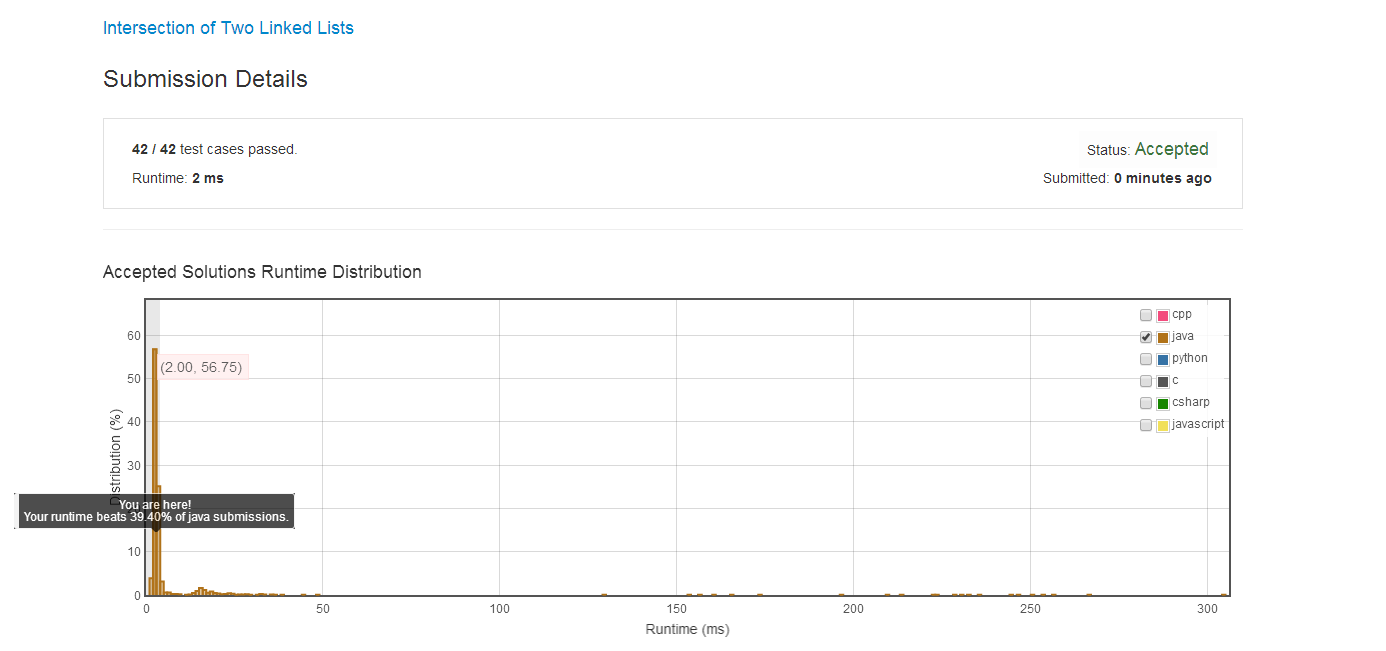 Intersection of Two Linked Lists
Submission Details
42 / 42 test cases passed.
Status: Accepted
Runtime: 2 ms
Submitted: 0 minutes ago
Accepted Solutions Runtime Distribution
cpp
java
python
c
csharp
javascript
(2.00, 56.75)
60
50
40
30
10
0
Distribution (%)
You are here!
Your runtime beats 39.40% of java submissions.
0
50
100
150
200
250
300
Runtime (ms)